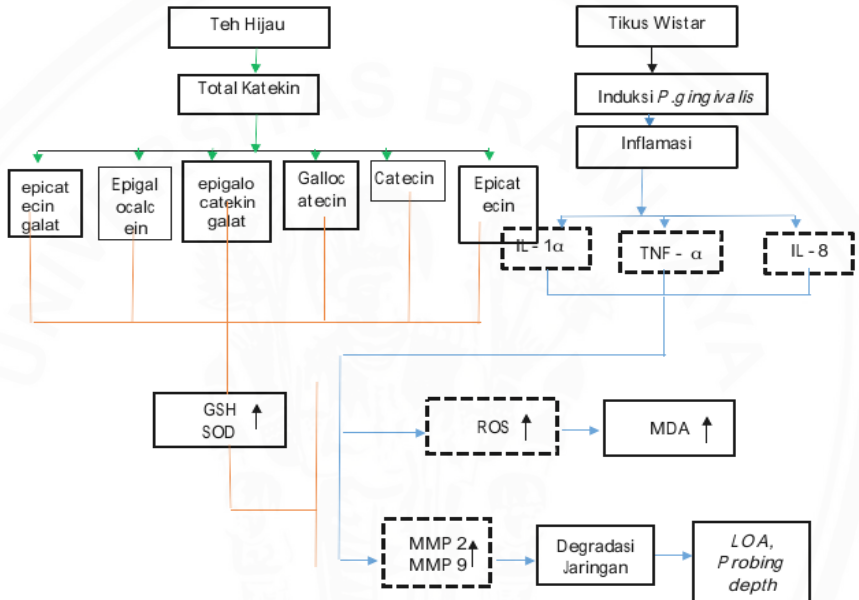 Teh Hijau
Tikus Wistar
Total Katekin
Induksi P.gingivalis
Inflamasi
epicat
ecin
galat
Epigal
ocalc
ein
epigalo
catekin
galat
Galloc
atecin
Catecin
Epicat
ecin
IL - 1α
TNF - α
IL - 8
GSH
SOD
ROS
MDA
MMP 2
MMP 9
Degradasi
Jaringan
LOA,
Probing
depth
UNIVERSITAS BRAWIJAYA